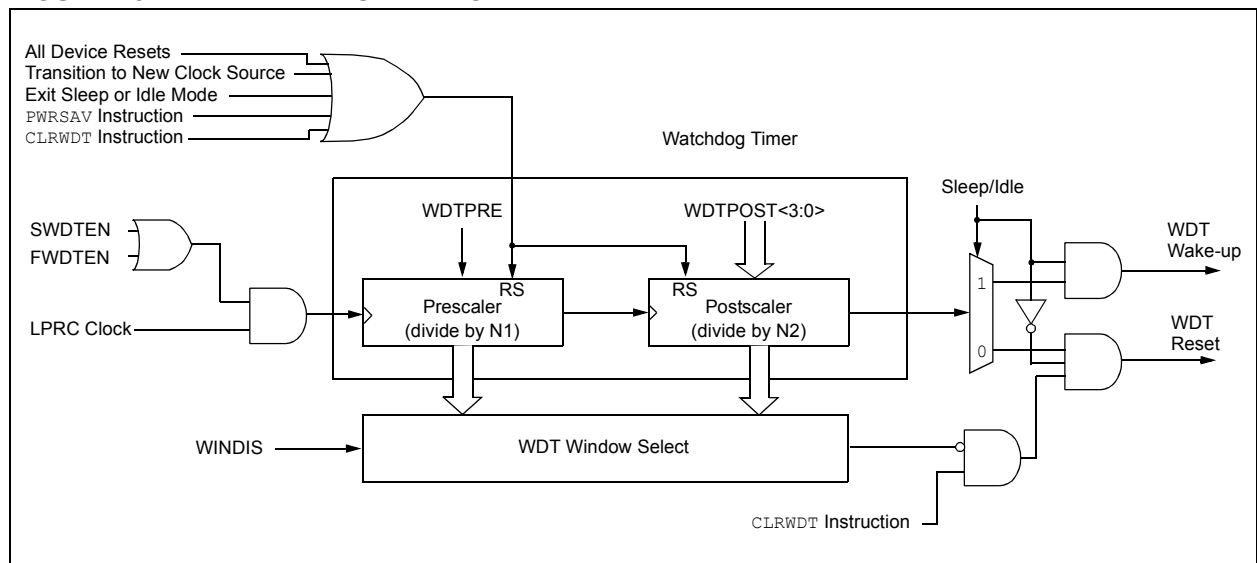 All Device Resets
Transition to New Clock Source
Exit Sleep or Idle Mode
PWRSAV Instruction
CLRWDT Instruction
Watchdog Timer
Sleep/Idle
SWDTEN
FWDTEN
WDTPRE
WDTPOST<3:0>
WDT
Wake-up
RS
RS
1
Prescaler
(divide by N1)
Postscaler
(divide by N2)
LPRC Clock
0
WDT
Reset
WINDIS
WDT Window Select
CLRWDT Instruction